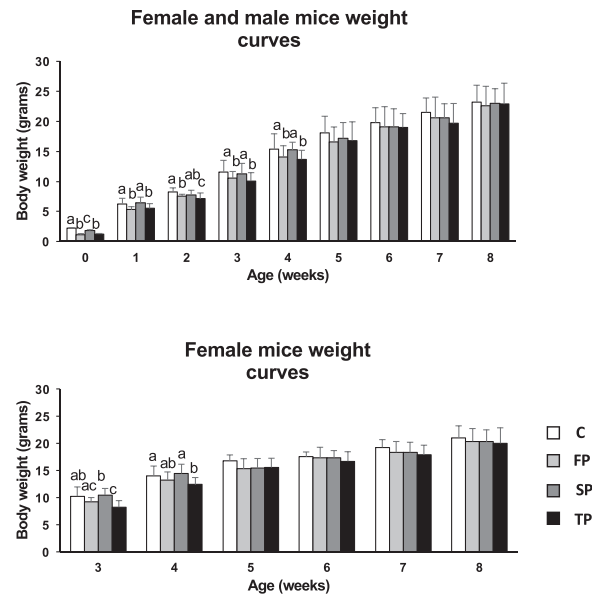 Female and male mice weight
curves
Body weight (grams)
30
25
20
15
10
5
0
a b c b
a b a b
a b ab c
a b a b
a b a b
0 1 2 3 4 5 6 7 8
Age (weeks)
Female mice weight
curves
Body weight (grams)
30
25
20
15
10
5
0
ab ac b c
a ab a b
3 4 5 6 7 8
Age (weeks)
C
FP
SP
TP